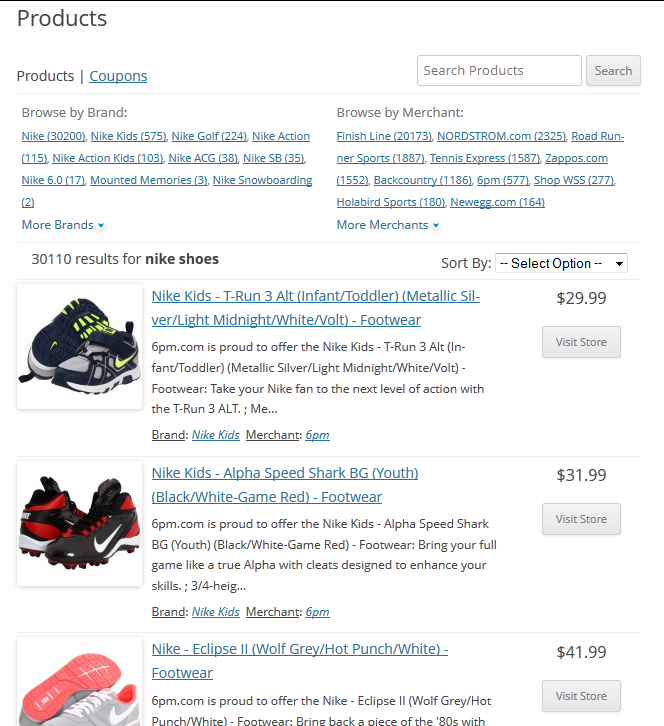 Products
Products | Coupons
Search Products
Search
Browse by Brand:
Nike (30200), Nike Kids (575), Nike Golf (224), Nike Action
(115), Nike Action Kids (103), Nike ACG (38), Nike SB (35),
Nike 6.0 (17), Mounted Memories (3), Nike Snowboarding
(2)
More Brands
Browse by Merchant:
Finish Line (20173), NORDSTROM.com (2325), Road Run-
ner Sports (1887), Tennis Express (1587), Zappos.com
(1552), Backcountry (1186), 6pm (577), Shop WSS (277),
Holabird Sports (180), Newegg.com (164)
More Merchants
30110 results for nike shoes
Sort By: -- Select Option --
Nike Kids - T-Run 3 Alt (Infant/Toddler) (Metallic Sil-
ver/Light Midnight/White/Volt) - Footwear
$29.99
Visit Store
6pm.com is proud to offer the Nike Kids - T-Run 3 Alt (In-
fant/Toddler) (Metallic Silver/Light Midnight/White/Volt) -
Footwear: Take your Nike fan to the next level of action with
the T-Run 3 ALT. ; Me...
Brand: Nike Kids Merchant: 6pm
Nike Kids - Alpha Speed Shark BG (Youth)
(Black/White-Game Red) - Footwear
$31.99
Visit Store
6pm.com is proud to offer the Nike Kids - Alpha Speed Shark
BG (Youth) (Black/White-Game Red) - Footwear: Bring your full
game like a true Alpha with cleats designed to enhance your
skills. ; 3/4-heig...
Brand: Nike Kids Merchant: 6pm
Nike - Eclipse II (Wolf Grey/Hot Punch/White) -
Footwear
$41.99
Visit Store
6pm.com is proud to offer the Nike - Eclipse II (Wolf Grey/Hot
Punch/White) - Footwear: Bring back a piece of the '80s with